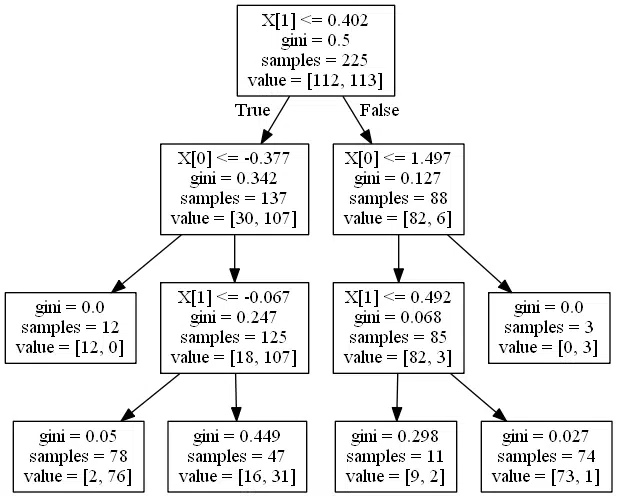 X[1] <= 0.402
gini = 0.5
samples = 225
value = [112, 113]
True
False
X[0] <= -0.377
gini = 0.342
samples = 137
value = [30, 107]
X[0] <= 1.497
gini = 0.127
samples = 88
value = [82, 6]
gini = 0.0
samples = 12
value = [12, 0]
X[1] <= -0.067
gini = 0.247
samples = 125
value = [18, 107]
X[1] <= 0.492
gini = 0.068
samples = 85
value = [82, 3]
gini = 0.0
samples = 3
value = [0, 3]
gini = 0.05
samples = 78
value = [2, 76]
gini = 0.449
samples = 47
value = [16, 31]
gini = 0.298
samples = 11
value = [9, 2]
gini = 0.027
samples = 74
value = [73, 1]